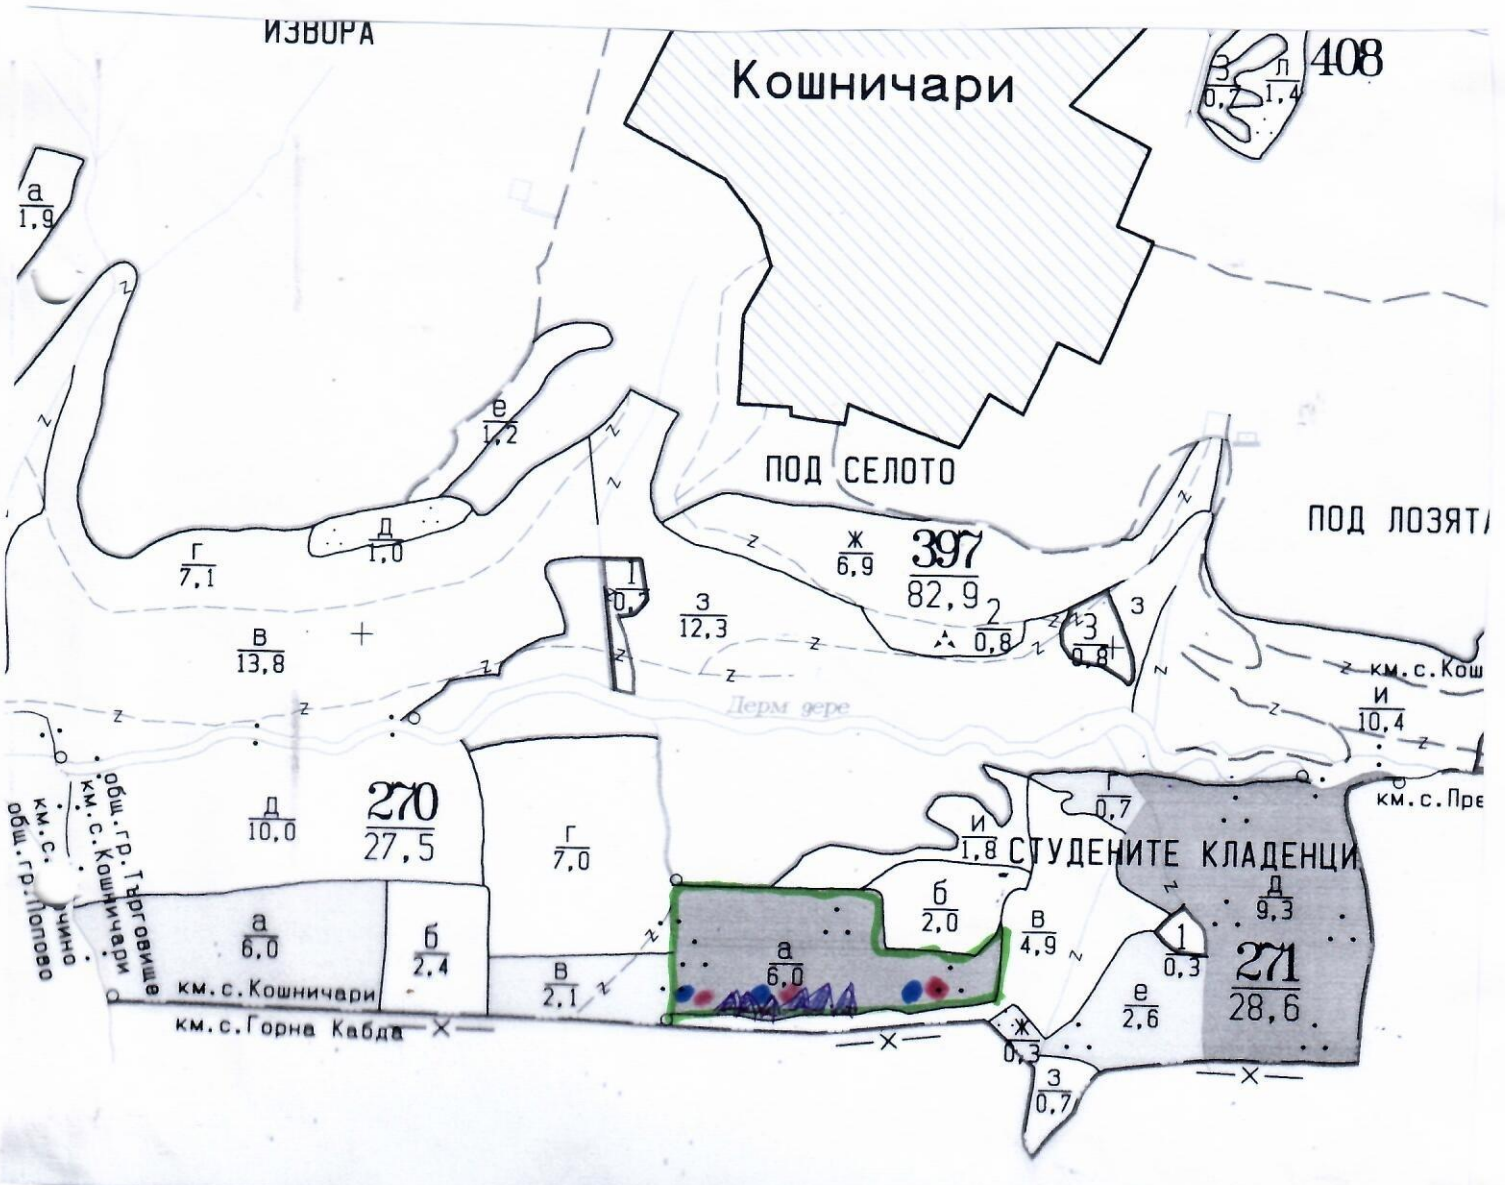 ИЗВОРА
Кошничари
408
З
0,7
Л
1,4
а
1,9
z
z
е
1,2
z
z
ПОД СЕЛОТО
z
ПОД ЛОЗЯТА
г
7,1
Д
1,0
z
ж
6,9
397
82,9
1
0,7
з
12,3
2
0,8
3
0,8
з
в
13,8
z
z
z
z
z
z
z
км.с.Кош
z
z
Дерм дере
z
и
10,4
z
общ.гр.Търговище
км.с.Кошничари
км.с.
чино
общ.гр.Попово
Д
10,0
270
27,5
г
7,0
г
0,7
км.с.Пре
и
1,8
СТУДЕНИТЕ КЛАДЕНЦИ
z
Д
9,3
а
6,0
б
2,4
z
б
2,0
в
4,9
z
1
0,3
271
28,6
в
2,1
z
а
6,0
е
2,6
км.с.Кошничари
км.с.Горна Кабда
ж
0,3
з
0,7